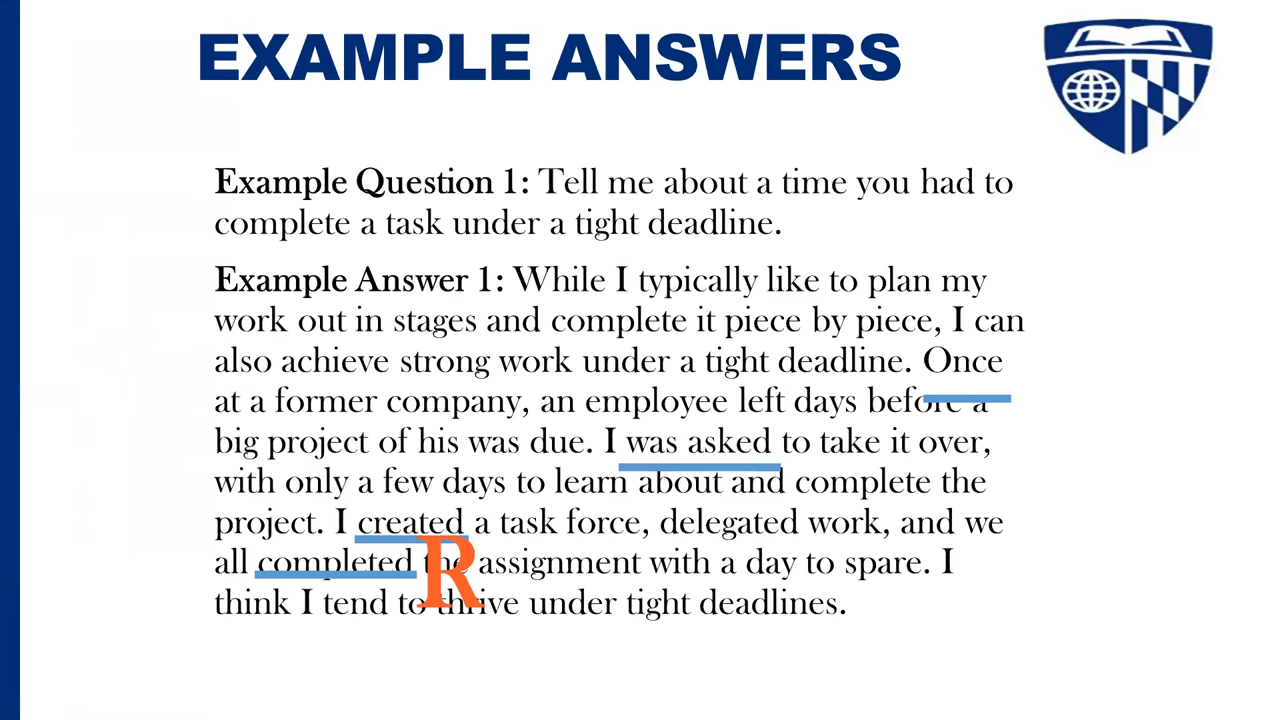 EXAMPLE ANSWERS
Example Question 1: Tell me about a time you had to
complete a task under a tight deadline.
Example Answer 1: While I typically like to plan my
work out in stages and complete it piece by piece, I can
also achieve strong work under a tight deadline. Once
at a former company, an employee left days before a
big project of his was due. I was asked to take it over,
with only a few days to learn about and complete the
project. I created a task force, delegated work, and we
all completed the assignment with a day to spare. I
think I tend to thrive under tight deadlines.
R